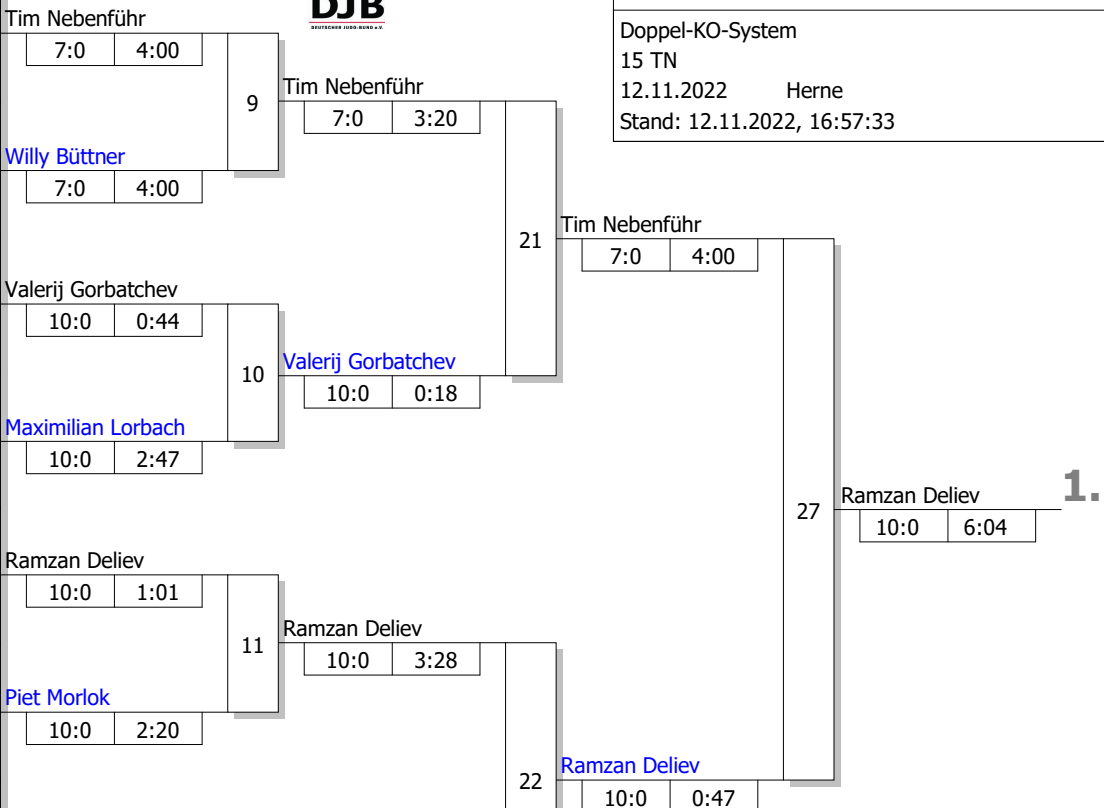 DJB
DEUTSCHER JUDO-BUND e.V.
Doppel-KO-System
15 TN
12.11.2022 Herne
Stand: 12.11.2022, 16:57:33
Tim Nebenführ
7:0 4:00
9
Willy Büttner
7:0 4:00
Tim Nebenführ
7:0 3:20
Valerij Gorbatchev
10:0 0:44
10
Maximilian Lorbach
10:0 2:47
Valerij Gorbatchev
10:0 0:18
21
Tim Nebenführ
7:0 4:00
Ramzan Deliev
10:0 1:01
11
Piet Morlok
10:0 2:20
Ramzan Deliev
10:0 3:28
22
Ramzan Deliev
10:0 0:47
27
Ramzan Deliev
10:0 6:04
1.